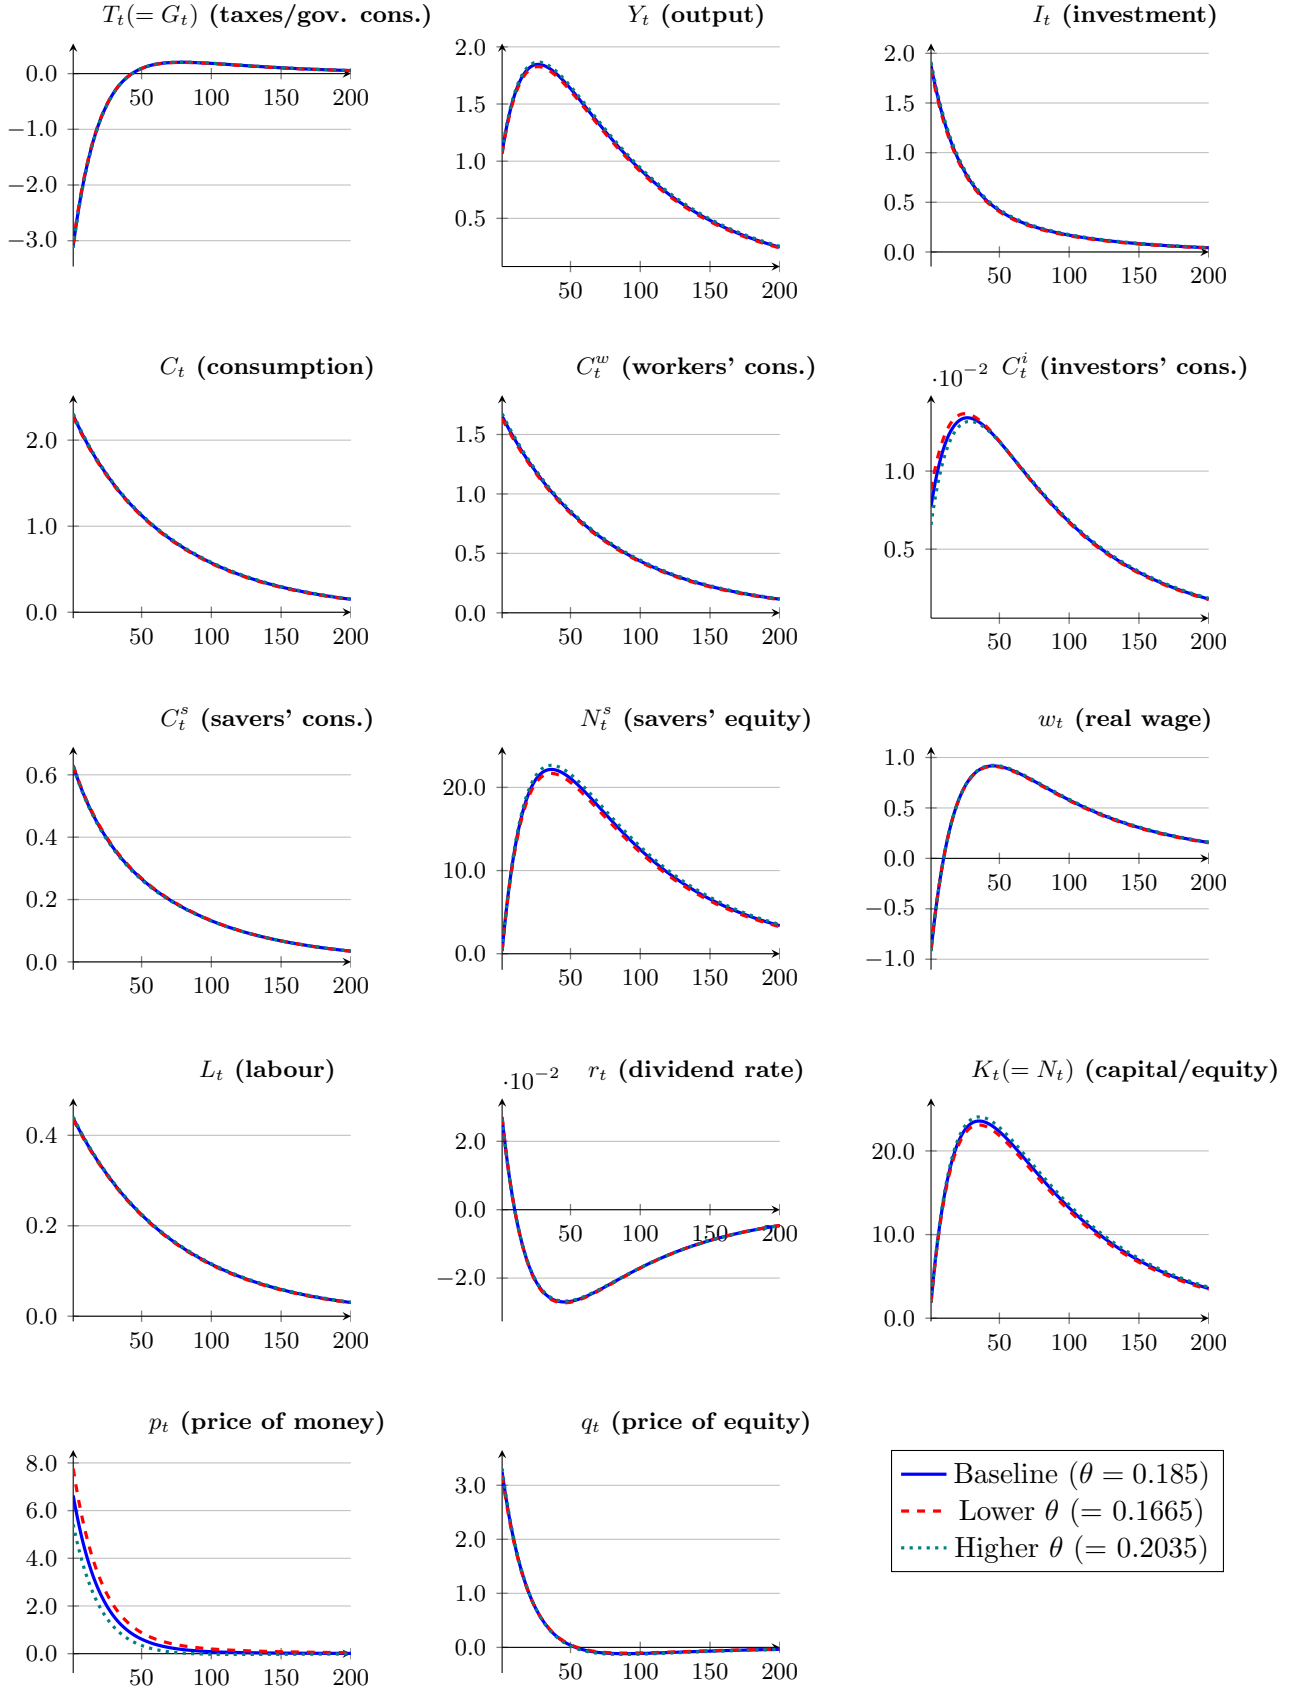 T_t(= G_t) (taxes/gov. cons.)
0.0
−1.0
−2.0
−3.0
50 100 150 200
Y_t (output)
2.0
1.5
1.0
0.5
50 100 150 200
I_t (investment)
2.0
1.5
1.0
0.5
0.0
50 100 150 200
C_t (consumption)
2.0
1.0
0.0
50 100 150 200
C_t^w (workers' cons.)
1.5
1.0
0.5
0.0
50 100 150 200
·10^−2 C_t^i (investors' cons.)
1.0
0.5
50 100 150 200
C_t^s (savers' cons.)
0.6
0.4
0.2
0.0
50 100 150 200
N_t^s (savers' equity)
20.0
10.0
0.0
50 100 150 200
w_t (real wage)
1.0
0.5
0.0
−0.5
−1.0
50 100 150 200
L_t (labour)
0.4
0.2
0.0
50 100 150 200
·10^−2 r_t (dividend rate)
2.0
0.0
−2.0
50 100 150 200
K_t(= N_t) (capital/equity)
20.0
10.0
0.0
50 100 150 200
p_t (price of money)
8.0
6.0
4.0
2.0
0.0
50 100 150 200
q_t (price of equity)
3.0
2.0
1.0
0.0
50 100 150 200
Baseline (θ = 0.185)
Lower θ (= 0.1665)
Higher θ (= 0.2035)